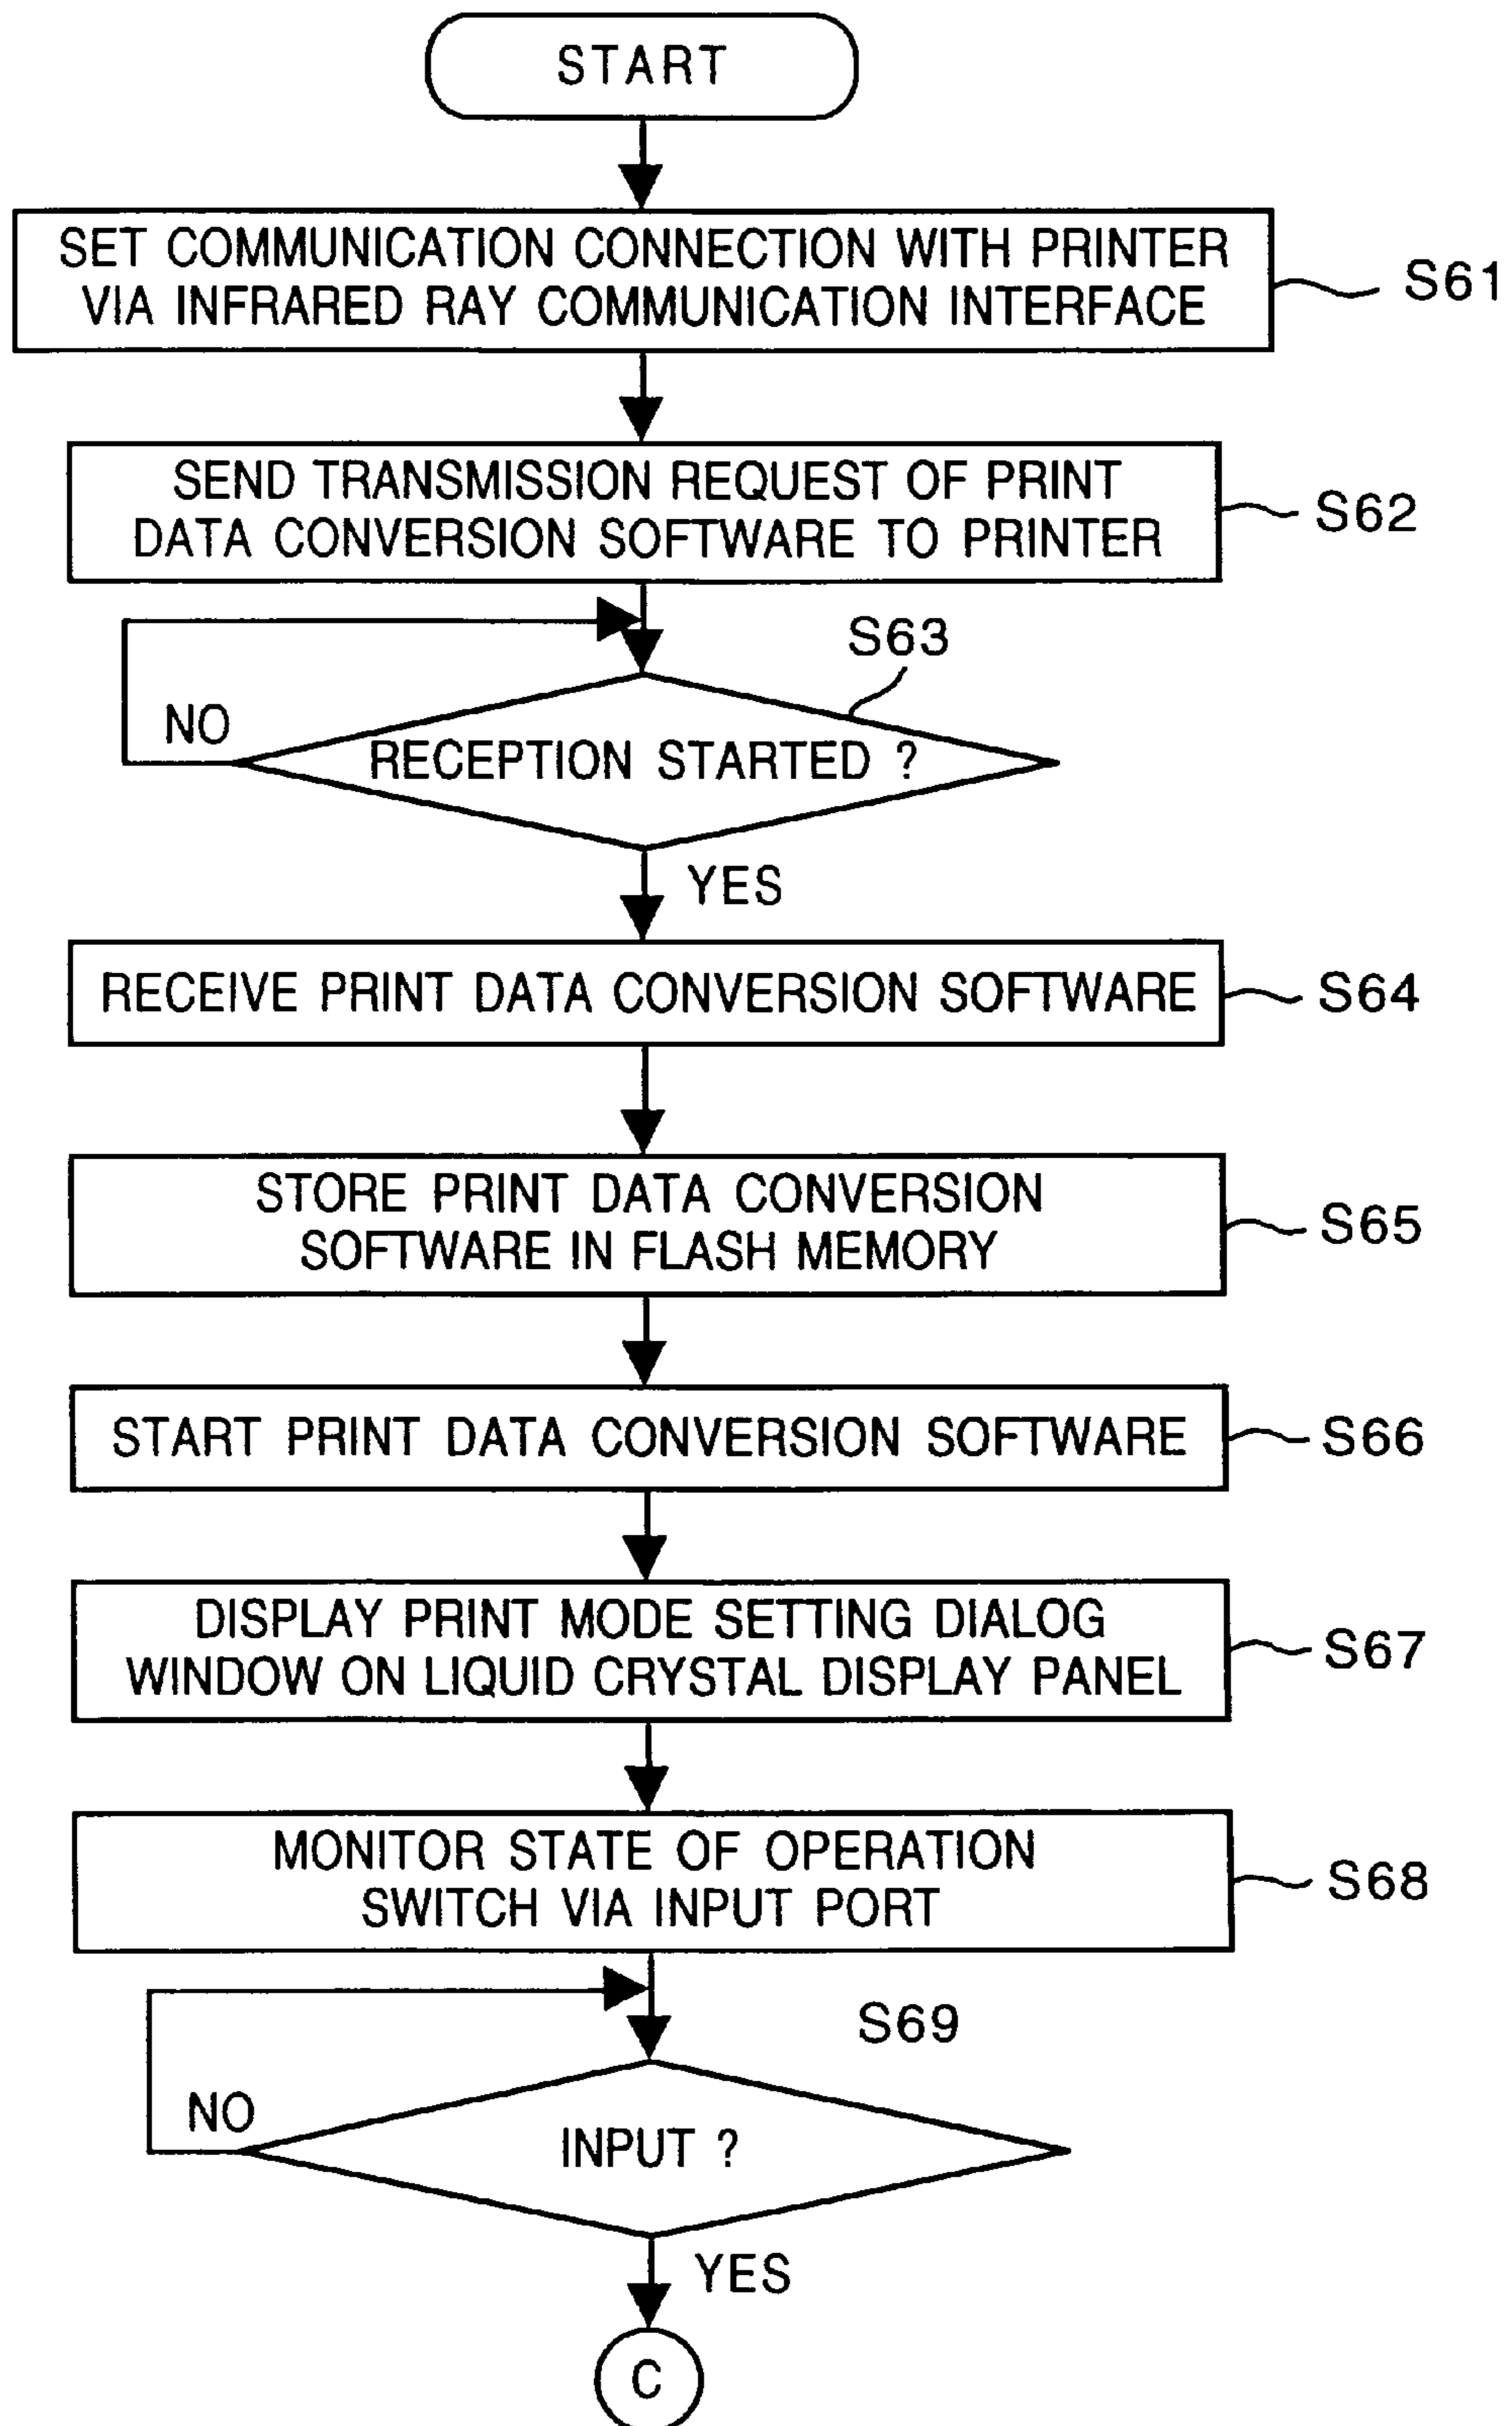 START
SET COMMUNICATION CONNECTION WITH PRINTER
VIA INFRARED RAY COMMUNICATION INTERFACE
S61
SEND TRANSMISSION REQUEST OF PRINT
DATA CONVERSION SOFTWARE TO PRINTER
S62
S63
NO
RECEPTION STARTED ?
YES
RECEIVE PRINT DATA CONVERSION SOFTWARE
S64
STORE PRINT DATA CONVERSION
SOFTWARE IN FLASH MEMORY
S65
START PRINT DATA CONVERSION SOFTWARE
S66
DISPLAY PRINT MODE SETTING DIALOG
WINDOW ON LIQUID CRYSTAL DISPLAY PANEL
S67
MONITOR STATE OF OPERATION
SWITCH VIA INPUT PORT
S68
S69
NO
INPUT ?
YES
C